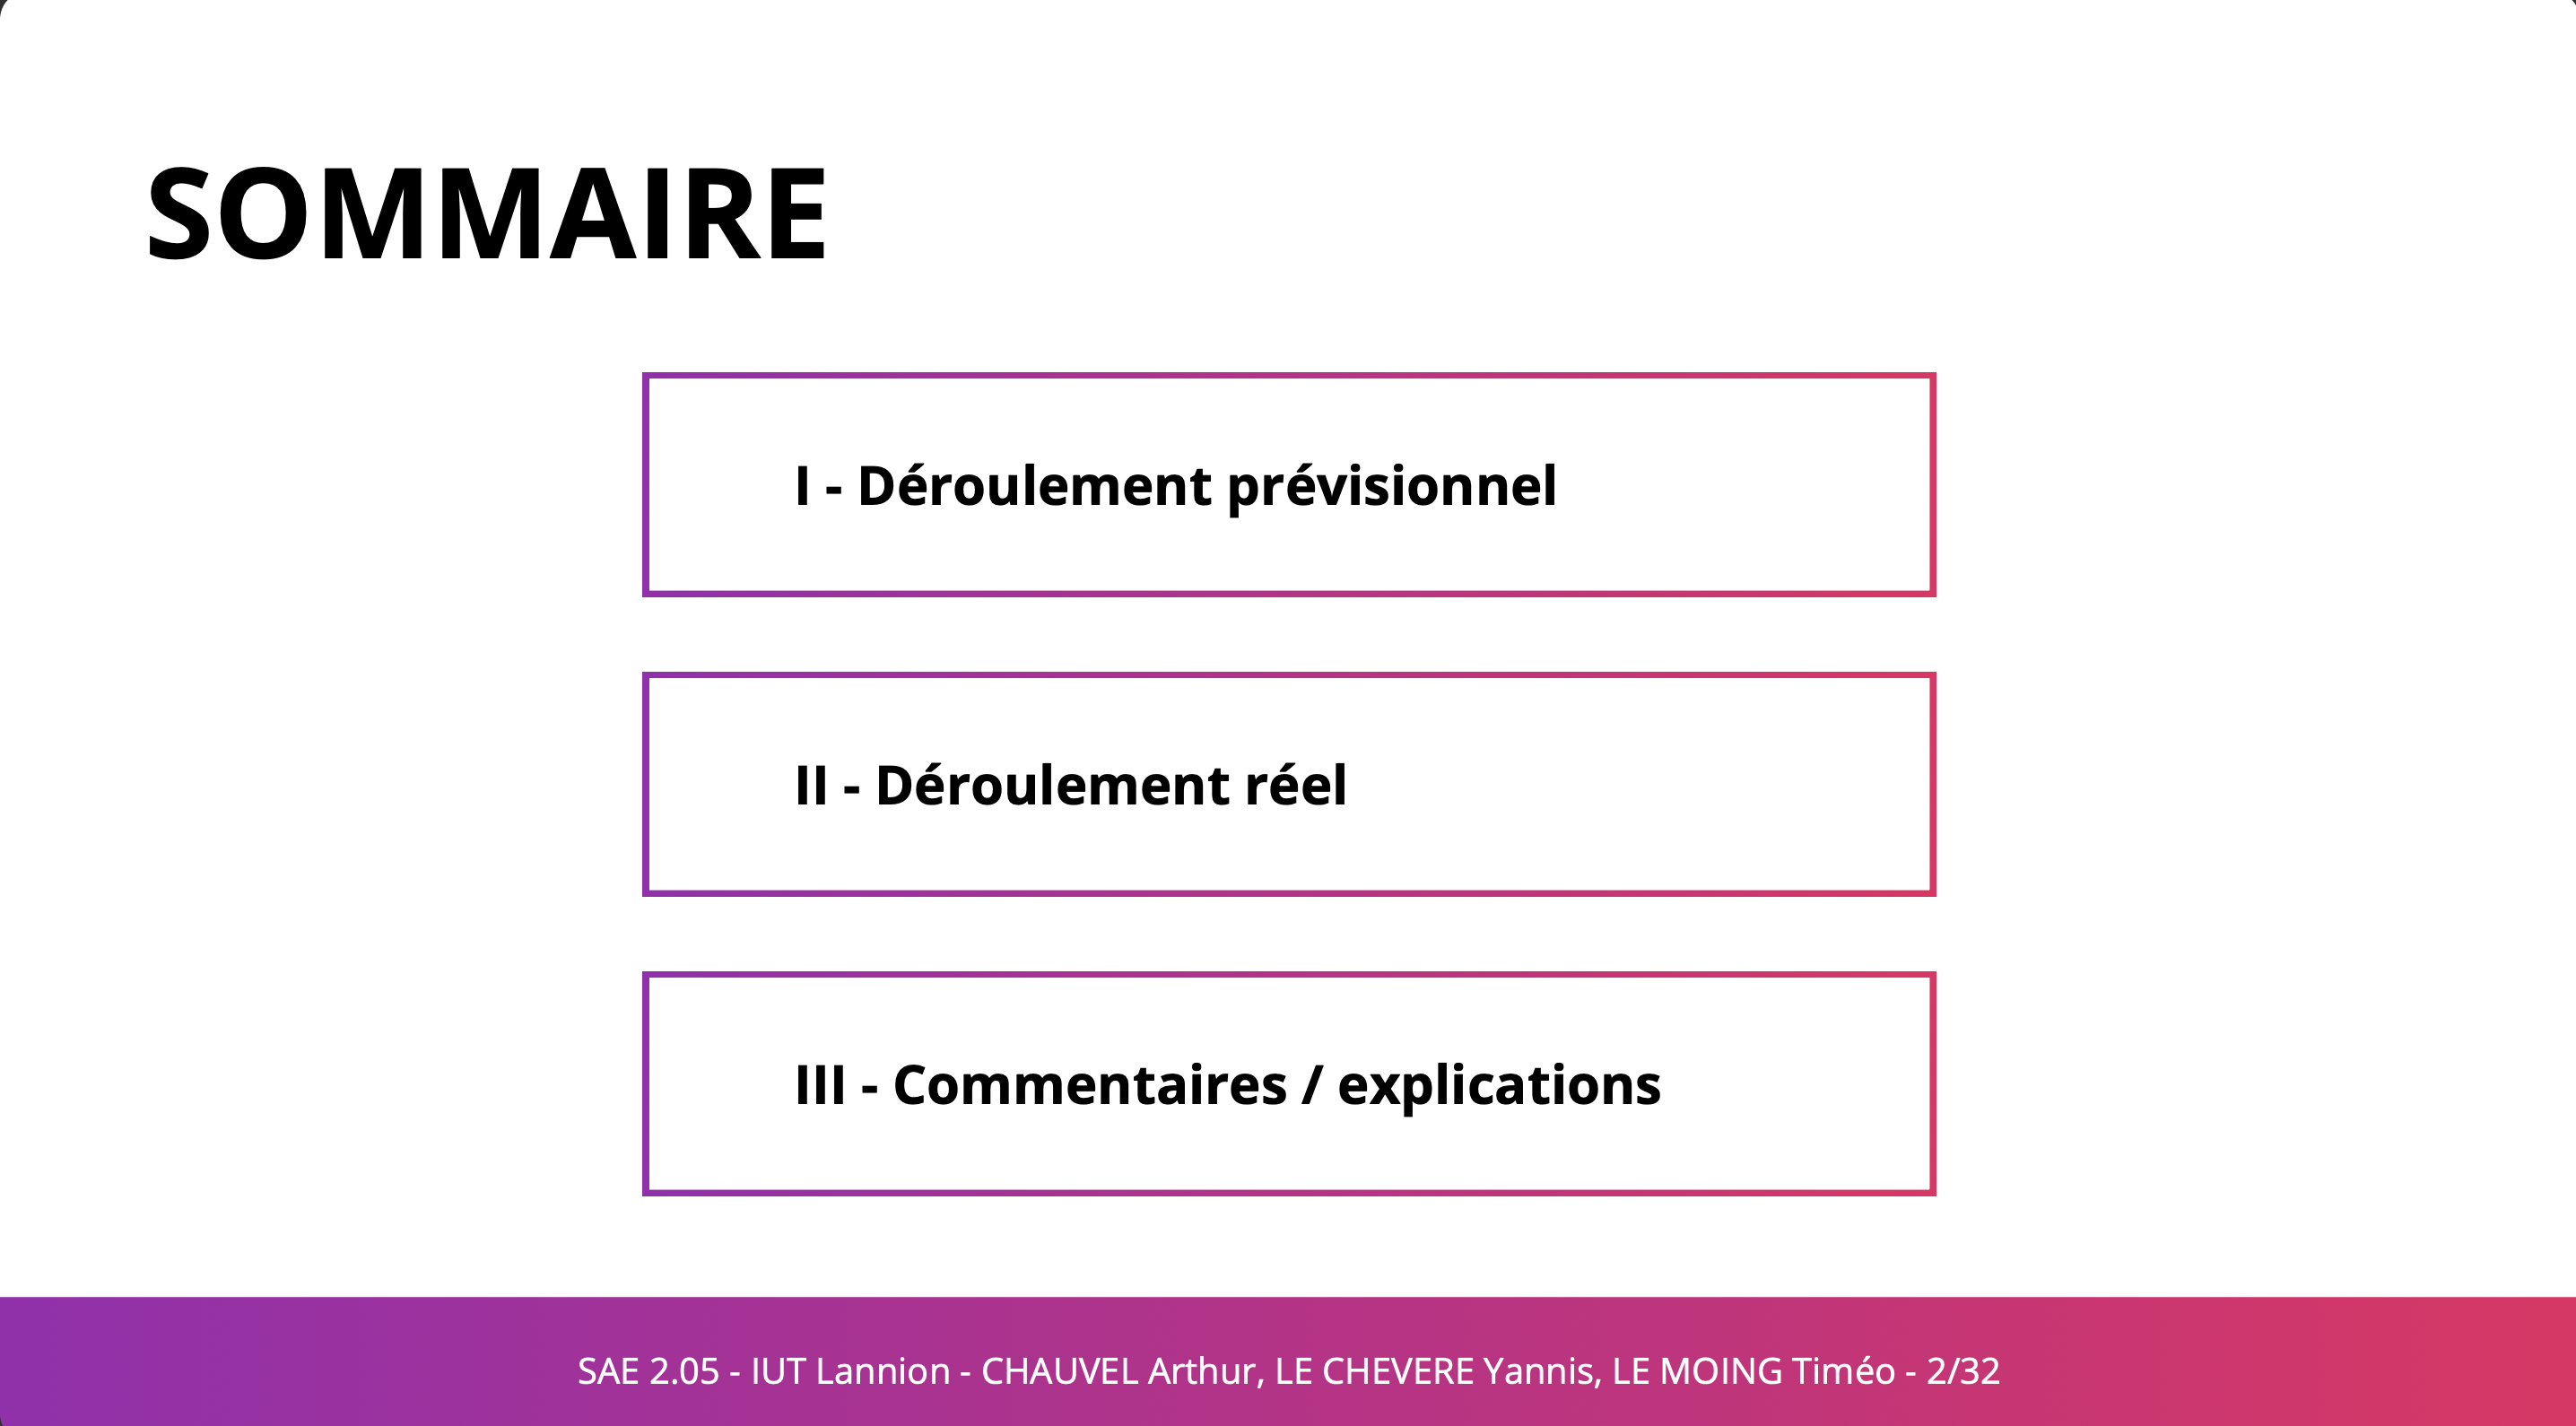 SOMMAIRE
I - Déroulement prévisionnel
II - Déroulement réel
III - Commentaires / explications
SAE 2.05 - IUT Lannion - CHAUVEL Arthur, LE CHEVERE Yannis, LE MOING Timéo - 2/32